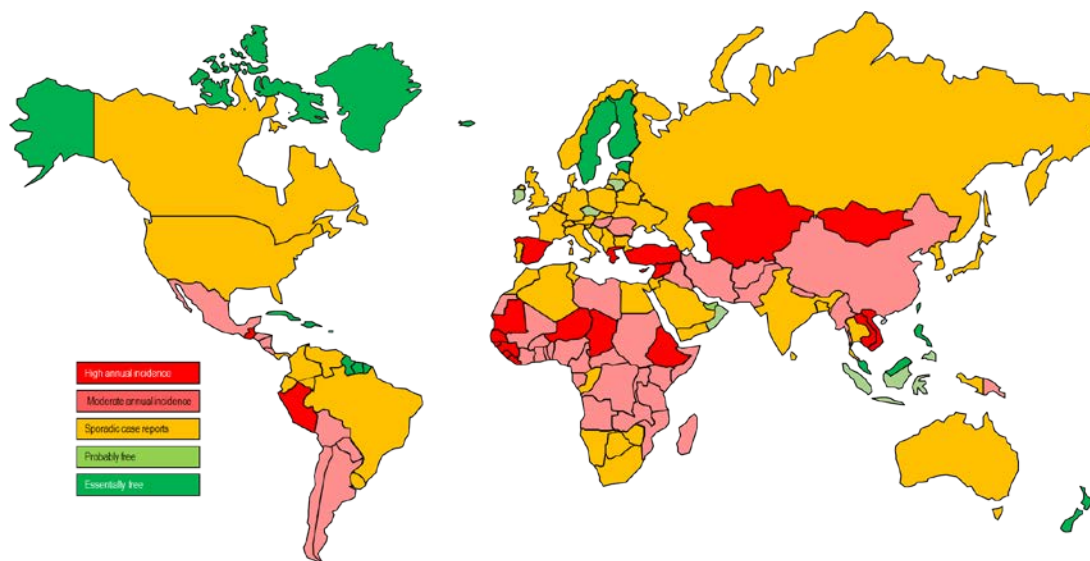 High annual incidence
Moderate annual incidence
Sporadic case reports
Probably free
Essentially free